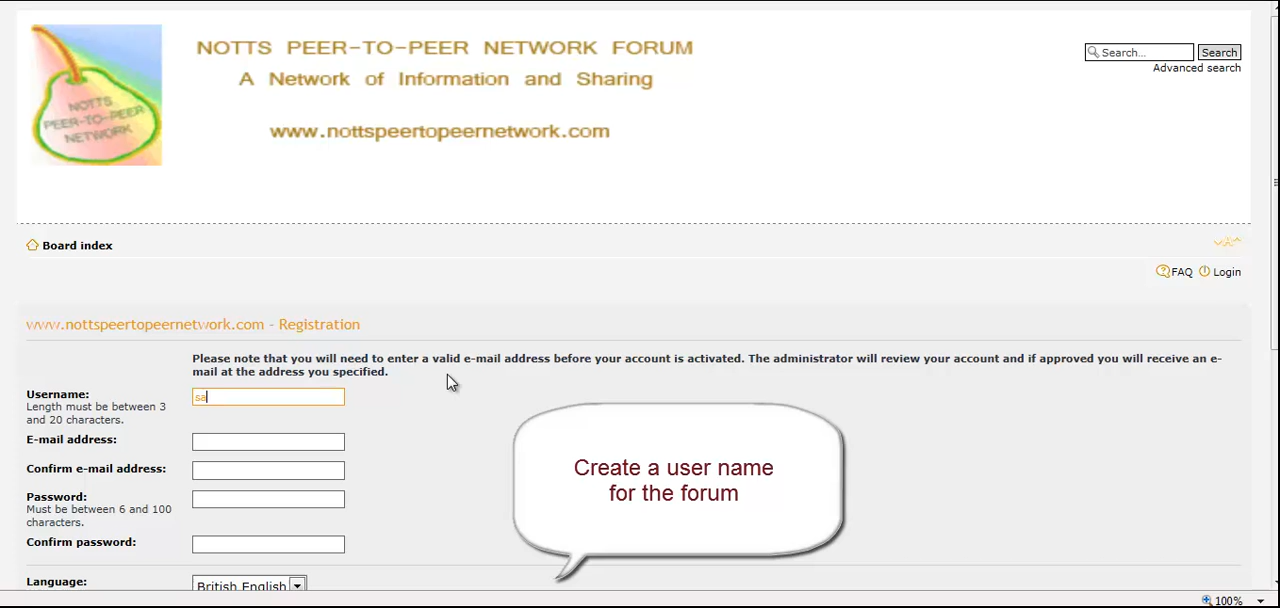 NOTTS PEER-TO-PEER NETWORK
NOTTS PEER-TO-PEER NETWORK FORUM
A Network of Information and Sharing
www.nottspeertopeernetwork.com
Search...
Search
Advanced search
Board index
A
FAQ
Login
www.nottspeertopeernetwork.com - Registration
Please note that you will need to enter a valid e-mail address before your account is activated. The administrator will review your account and if approved you will receive an e-
mail at the address you specified.
Username:
Length must be between 3
and 20 characters.
sa
E-mail address:
Confirm e-mail address:
Password:
Must be between 6 and 100
characters.
Confirm password:
Language:
British English
Create a user name
for the forum
100%